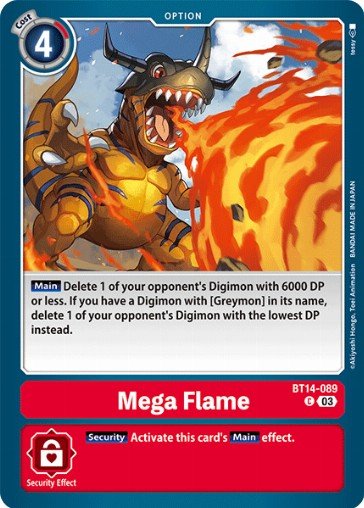 OPTION
Cost
4
tessy
Main Delete 1 of your opponent's Digimon with 6000 DP
or less. If you have a Digimon with [Greymon] in its name,
delete 1 of your opponent's Digimon with the lowest DP
instead.
©Akiyoshi Hongo, Toei Animation BANDAI MADE IN JAPAN
BT14-089
Mega Flame
C 03
Security Activate this card's Main effect.
Security Effect